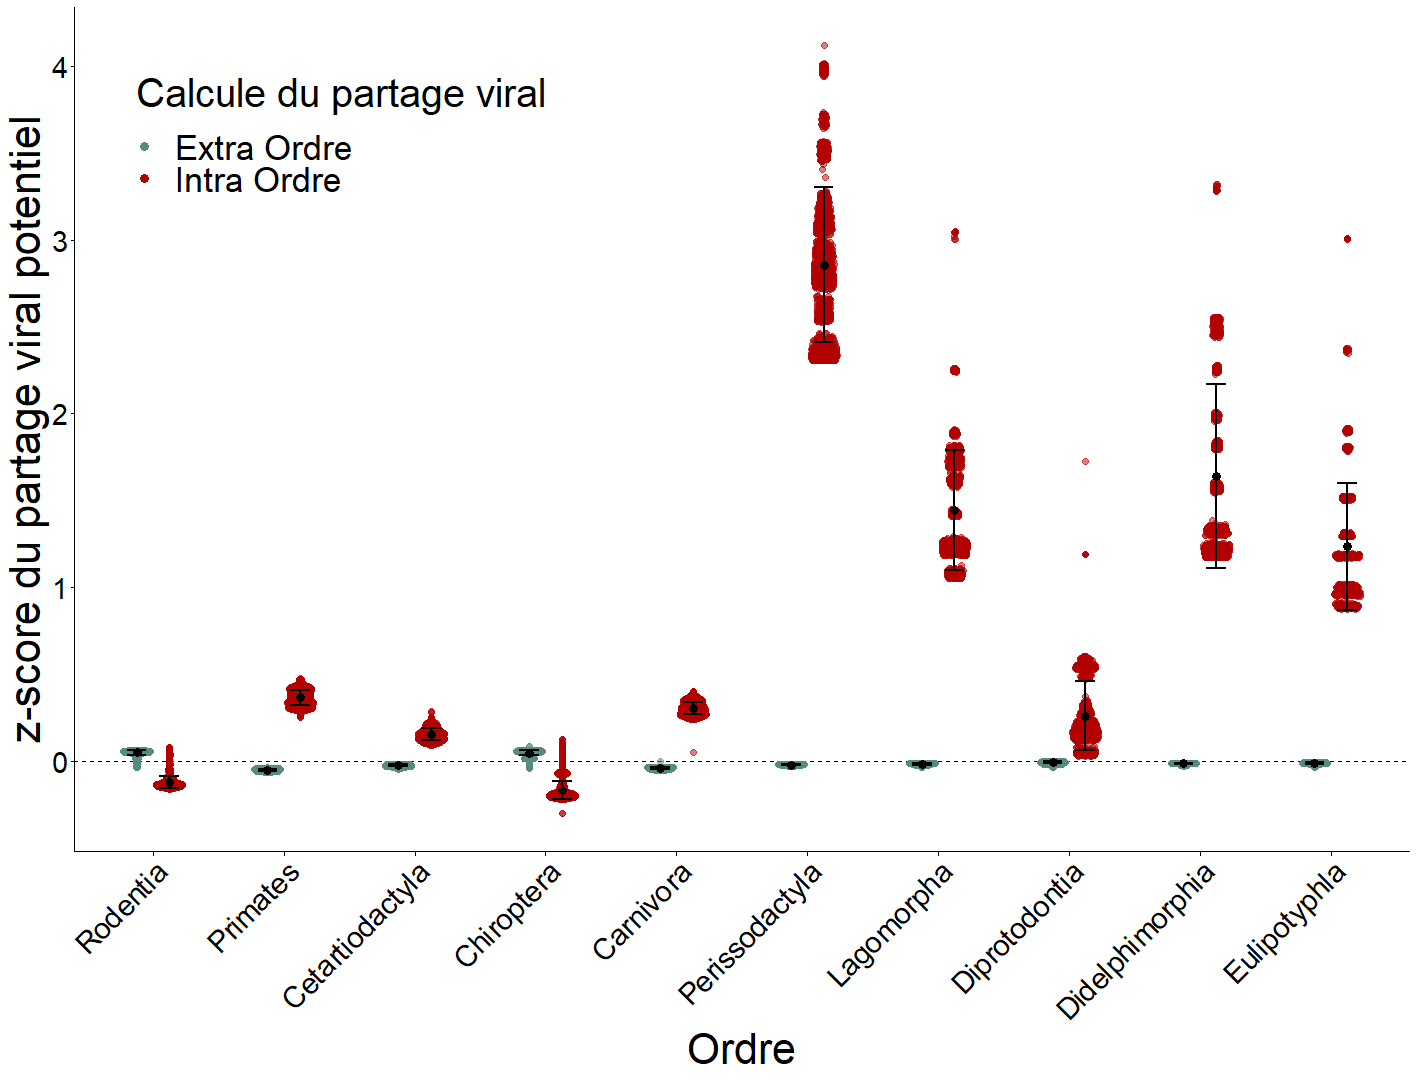 Calcule du partage viral
Extra Ordre
Intra Ordre
z-score du partage viral potentiel
4
3
2
1
0
Rodentia
Primates
Cetartiodactyla
Chiroptera
Carnivora
Perissodactyla
Lagomorpha
Diprotodontia
Didelphimorphia
Eulipotyphla
Ordre